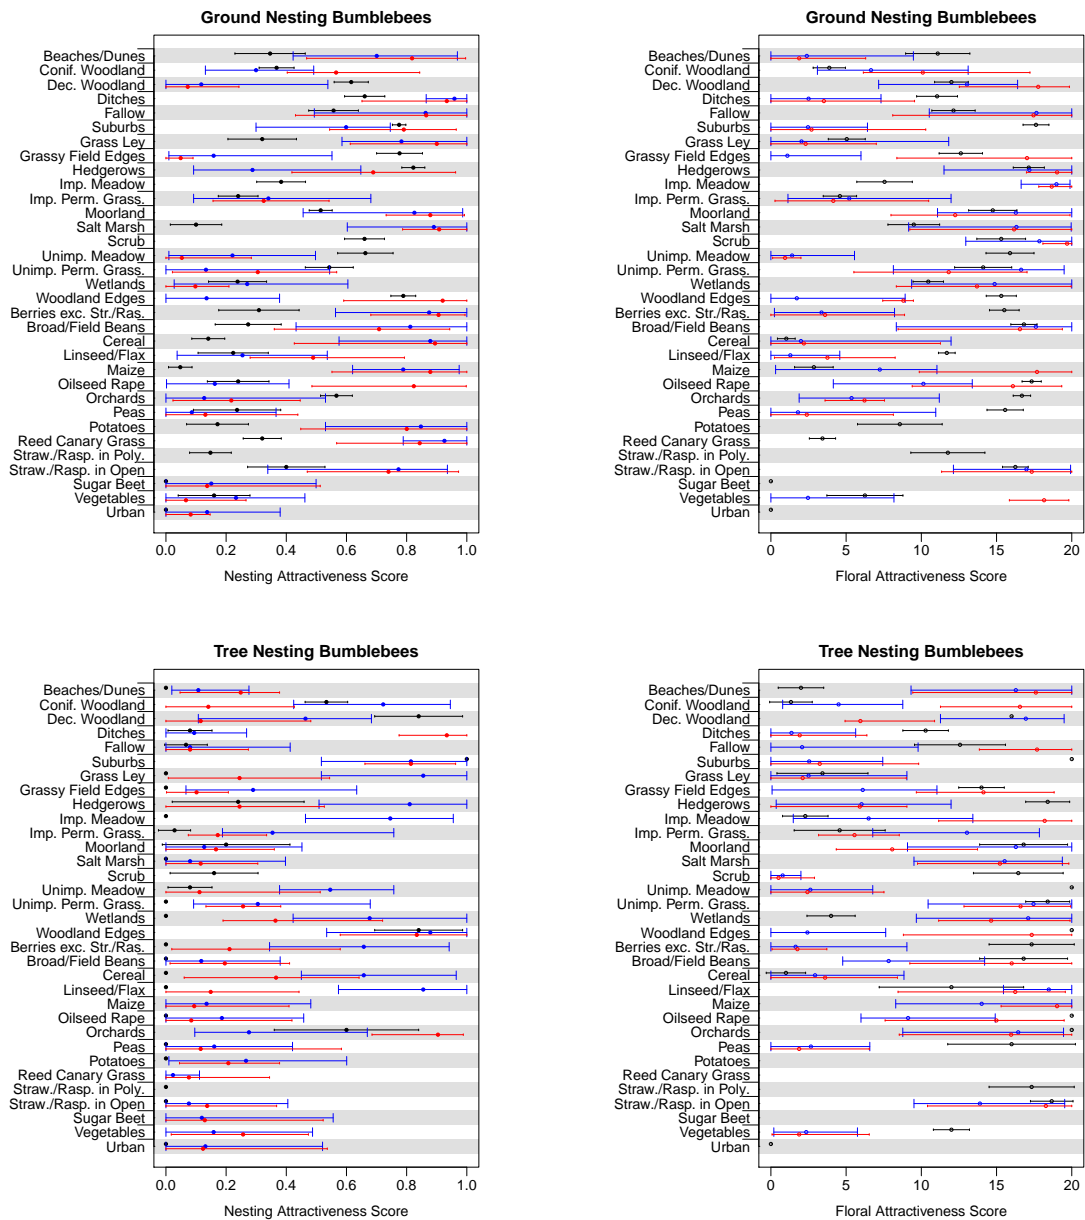 Ground Nesting Bumblebees
Beaches/Dunes
Conif. Woodland
Dec. Woodland
Ditches
Fallow
Suburbs
Grass Ley
Grassy Field Edges
Hedgerows
Imp. Meadow
Imp. Perm. Grass.
Moorland
Salt Marsh
Scrub
Unimp. Meadow
Unimp. Perm. Grass.
Wetlands
Woodland Edges
Berries exc. Str./Ras.
Broad/Field Beans
Cereal
Linseed/Flax
Maize
Oilseed Rape
Orchards
Peas
Potatoes
Reed Canary Grass
Straw./Rasp. in Poly.
Straw./Rasp. in Open
Sugar Beet
Vegetables
Urban
0.0 0.2 0.4 0.6 0.8 1.0
Nesting Attractiveness Score
Ground Nesting Bumblebees
Beaches/Dunes
Conif. Woodland
Dec. Woodland
Ditches
Fallow
Suburbs
Grass Ley
Grassy Field Edges
Hedgerows
Imp. Meadow
Imp. Perm. Grass.
Moorland
Salt Marsh
Scrub
Unimp. Meadow
Unimp. Perm. Grass.
Wetlands
Woodland Edges
Berries exc. Str./Ras.
Broad/Field Beans
Cereal
Linseed/Flax
Maize
Oilseed Rape
Orchards
Peas
Potatoes
Reed Canary Grass
Straw./Rasp. in Poly.
Straw./Rasp. in Open
Sugar Beet
Vegetables
Urban
0 5 10 15 20
Floral Attractiveness Score
Tree Nesting Bumblebees
Beaches/Dunes
Conif. Woodland
Dec. Woodland
Ditches
Fallow
Suburbs
Grass Ley
Grassy Field Edges
Hedgerows
Imp. Meadow
Imp. Perm. Grass.
Moorland
Salt Marsh
Scrub
Unimp. Meadow
Unimp. Perm. Grass.
Wetlands
Woodland Edges
Berries exc. Str./Ras.
Broad/Field Beans
Cereal
Linseed/Flax
Maize
Oilseed Rape
Orchards
Peas
Potatoes
Reed Canary Grass
Straw./Rasp. in Poly.
Straw./Rasp. in Open
Sugar Beet
Vegetables
Urban
0.0 0.2 0.4 0.6 0.8 1.0
Nesting Attractiveness Score
Tree Nesting Bumblebees
Beaches/Dunes
Conif. Woodland
Dec. Woodland
Ditches
Fallow
Suburbs
Grass Ley
Grassy Field Edges
Hedgerows
Imp. Meadow
Imp. Perm. Grass.
Moorland
Salt Marsh
Scrub
Unimp. Meadow
Unimp. Perm. Grass.
Wetlands
Woodland Edges
Berries exc. Str./Ras.
Broad/Field Beans
Cereal
Linseed/Flax
Maize
Oilseed Rape
Orchards
Peas
Potatoes
Reed Canary Grass
Straw./Rasp. in Poly.
Straw./Rasp. in Open
Sugar Beet
Vegetables
Urban
0 5 10 15 20
Floral Attractiveness Score